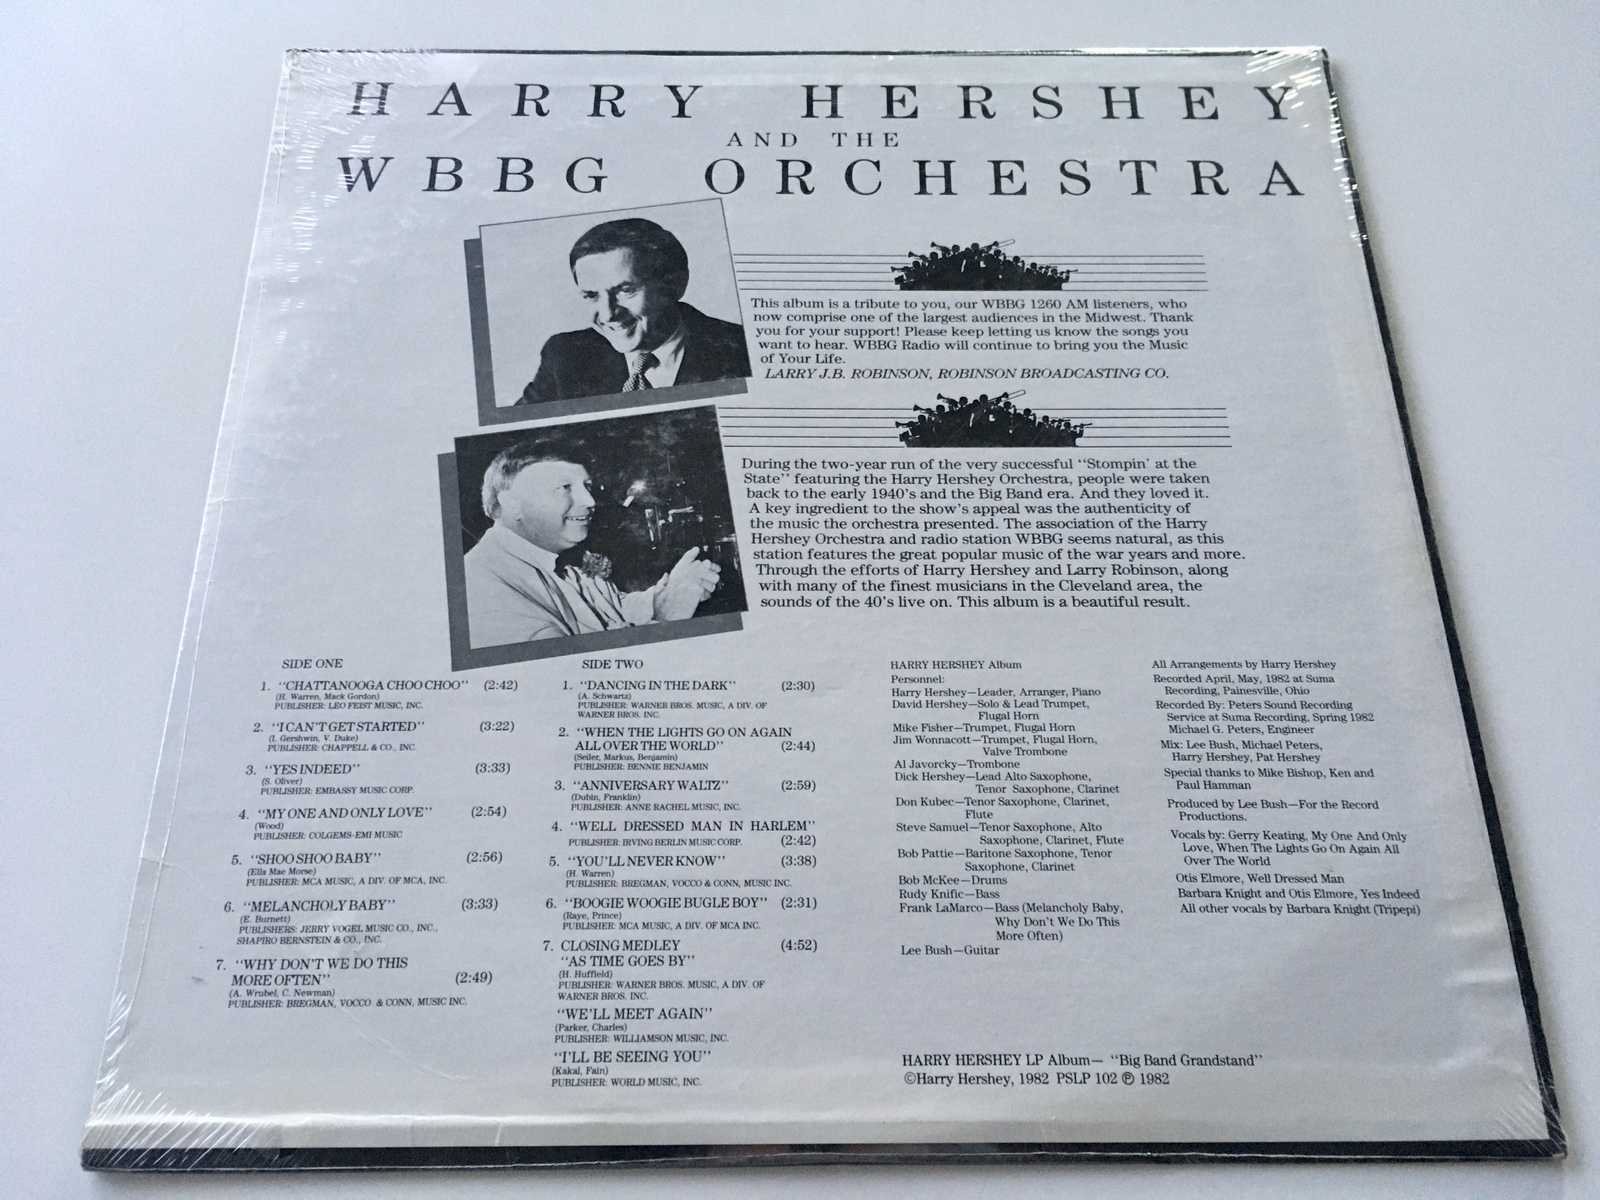 HARRY HERSHEY
AND THE
WBBG ORCHESTRA
This album is a tribute to you, our WBBG 1260 AM listeners, who
now comprise one of the largest audiences in the Midwest. Thank
you for your support! Please keep letting us know the songs you
want to hear. WBBG Radio will continue to bring you the Music
of Your Life.
LARRY J.B. ROBINSON, ROBINSON BROADCASTING CO.
During the two-year run of the very successful "Stompin' at the
State" featuring the Harry Hershey Orchestra, people were taken
back to the early 1940's and the Big Band era. And they loved it.
A key ingredient to the show's appeal was the authenticity of
the music the orchestra presented. The association of the Harry
Hershey Orchestra and radio station WBBG seems natural, as this
station features the great popular music of the war years and more.
Through the efforts of Harry Hershey and Larry Robinson, along
with many of the finest musicians in the Cleveland area, the
sounds of the 40's live on. This album is a beautiful result.
SIDE ONE
1. "CHATTANOOGA CHOO CHOO" (2:42)
(H. Warren, Mack Gordon)
PUBLISHER: LEO FEIST MUSIC, INC.
2. "I CAN'T GET STARTED" (3:22)
(I. Gershwin, V. Duke)
PUBLISHER: CHAPPELL & CO., INC.
3. "YES INDEED" (3:33)
(S. Oliver)
PUBLISHER: EMBASSY MUSIC CORP.
4. "MY ONE AND ONLY LOVE" (2:54)
(Wood)
PUBLISHER: COLGEMS-EMI MUSIC
5. "SHOO SHOO BABY" (2:56)
(Ella Mae Morse)
PUBLISHER: MCA MUSIC, A DIV. OF MCA, INC.
6. "MELANCHOLY BABY" (3:33)
(E. Burnett)
PUBLISHERS: JERRY VOGEL MUSIC CO., INC.,
SHAPIRO BERNSTEIN & CO., INC.
7. "WHY DON'T WE DO THIS
MORE OFTEN" (2:49)
(A. Wrubel, C. Newman)
PUBLISHER: BREGMAN, VOCCO & CONN, MUSIC INC.
SIDE TWO
1. "DANCING IN THE DARK" (2:30)
(A. Schwartz)
PUBLISHER: WARNER BROS. MUSIC, A DIV. OF
WARNER BROS. INC.
2. "WHEN THE LIGHTS GO ON AGAIN
ALL OVER THE WORLD" (2:44)
(Seiler, Markus, Benjamin)
PUBLISHER: BENNIE BENJAMIN
3. "ANNIVERSARY WALTZ" (2:59)
(Dubin, Franklin)
PUBLISHER: ANNE RACHEL MUSIC, INC.
4. "WELL DRESSED MAN IN HARLEM"
PUBLISHER: IRVING BERLIN MUSIC CORP. (2:42)
5. "YOU'LL NEVER KNOW" (3:38)
(H. Warren)
PUBLISHER: BREGMAN, VOCCO & CONN, MUSIC INC.
6. "BOOGIE WOOGIE BUGLE BOY" (2:31)
(Raye, Prince)
PUBLISHER: MCA MUSIC, A DIV. OF MCA INC.
7. CLOSING MEDLEY (4:52)
"AS TIME GOES BY"
(H. Huffield)
PUBLISHER: WARNER BROS. MUSIC, A DIV. OF
WARNER BROS. INC.
"WE'LL MEET AGAIN"
(Parker, Charles)
PUBLISHER: WILLIAMSON MUSIC, INC.
"I'LL BE SEEING YOU"
(Kakal, Fain)
PUBLISHER: WORLD MUSIC, INC.
HARRY HERSHEY Album
Personnel:
Harry Hershey—Leader, Arranger, Piano
David Hershey—Solo & Lead Trumpet,
Flugal Horn
Mike Fisher—Trumpet, Flugal Horn
Jim Wonnacott—Trumpet, Flugal Horn,
Valve Trombone
Al Javorcky—Trombone
Dick Hershey—Lead Alto Saxophone,
Tenor Saxophone, Clarinet
Don Kubec—Tenor Saxophone, Clarinet,
Flute
Steve Samuel—Tenor Saxophone, Alto
Saxophone, Clarinet, Flute
Bob Pattie—Baritone Saxophone, Tenor
Saxophone, Clarinet
Bob McKee—Drums
Rudy Knific—Bass
Frank LaMarco—Bass (Melancholy Baby,
Why Don't We Do This
More Often)
Lee Bush—Guitar
All Arrangements by Harry Hershey
Recorded April, May, 1982 at Suma
Recording, Painesville, Ohio
Recorded By: Peters Sound Recording
Service at Suma Recording, Spring 1982
Michael G. Peters, Engineer
Mix: Lee Bush, Michael Peters,
Harry Hershey, Pat Hershey
Special thanks to Mike Bishop, Ken and
Paul Hamman
Produced by Lee Bush—For the Record
Productions.
Vocals by: Gerry Keating, My One And Only
Love, When The Lights Go On Again All
Over The World
Otis Elmore, Well Dressed Man
Barbara Knight and Otis Elmore, Yes Indeed
All other vocals by Barbara Knight (Tripepi)
HARRY HERSHEY LP Album— "Big Band Grandstand"
©Harry Hershey, 1982 PSLP 102 ℗ 1982